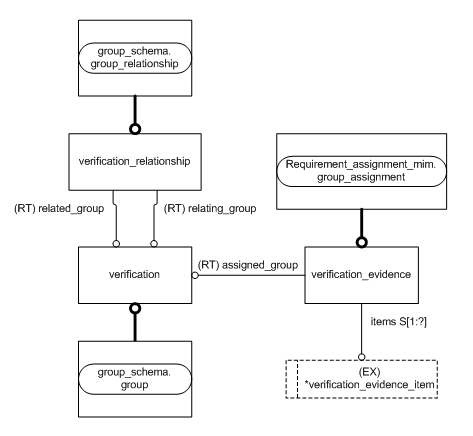 group_schema.
group_relationship
verification_relationship
Requirement_assignment_mim.
group_assignment
(RT) related_group
(RT) relating_group
verification
(RT) assigned_group
verification_evidence
items S[1:?]
group_schema.
group
(EX)
*verification_evidence_item